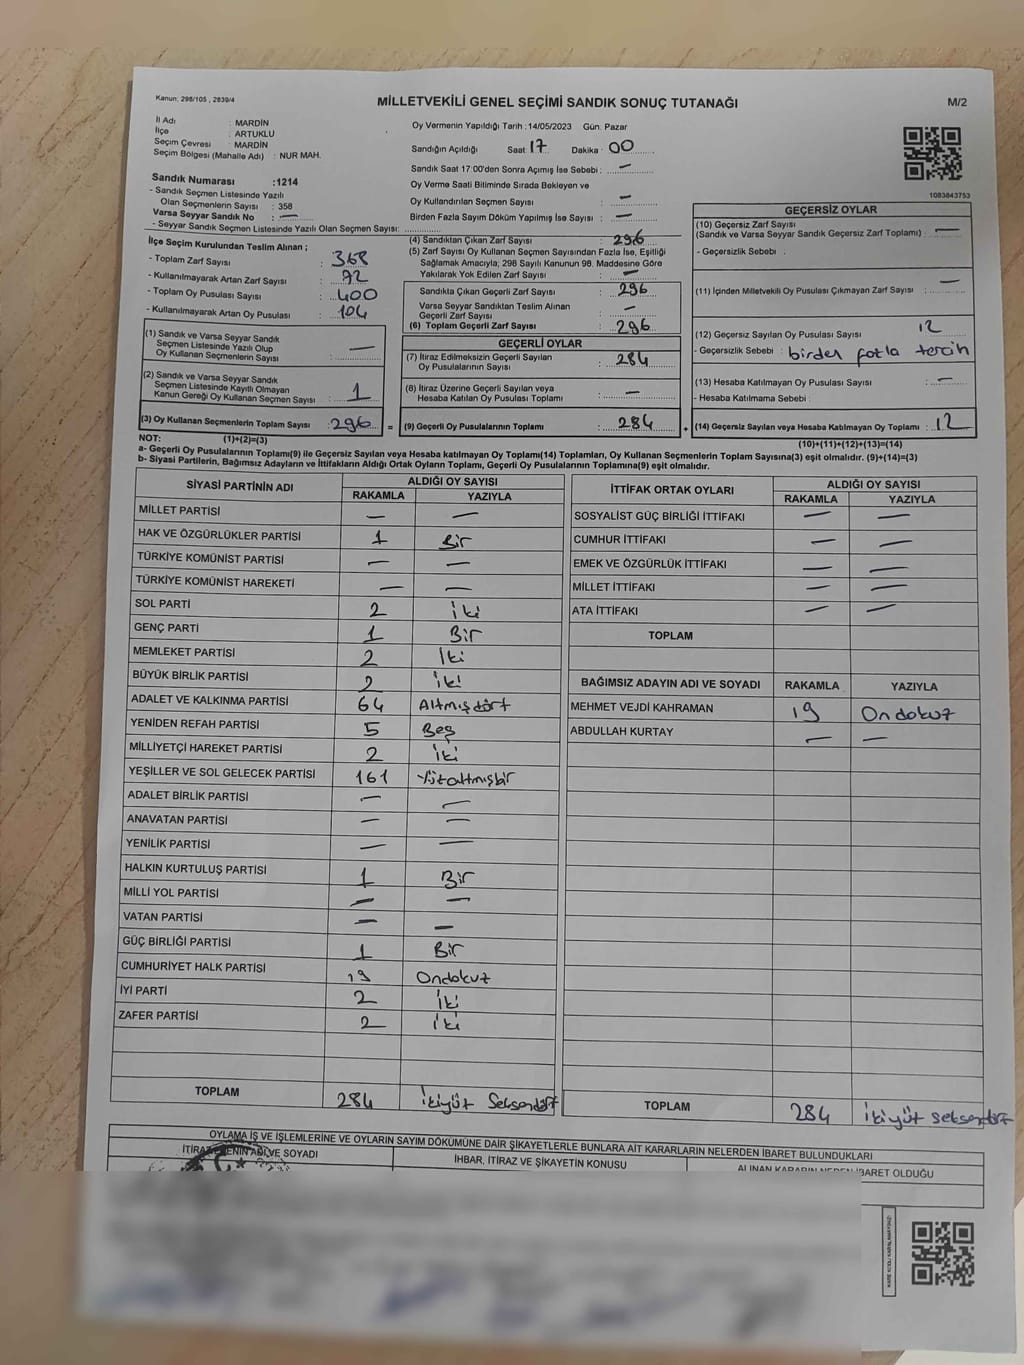 Kanun: 298/105 , 2839/4
MİLLETVEKİLİ GENEL SEÇİMİ SANDIK SONUÇ TUTANAĞI
M/2
İl Adı : MARDİN
İlçe : ARTUKLU
Seçim Çevresi : MARDİN
Seçim Bölgesi (Mahalle Adı) : NUR MAH.
Sandık Numarası :1214
- Sandık Seçmen Listesinde Yazılı
Olan Seçmenlerin Sayısı : 358
Varsa Seyyar Sandık No : —
- Seyyar Sandık Seçmen Listesinde Yazılı Olan Seçmen Sayısı:
Oy Vermenin Yapıldığı Tarih : 14/05/2023 Gün: Pazar
Sandığın Açıldığı Saat 17 Dakika : 00
Sandık Saat 17:00'den Sonra Açımış İse Sebebi : —
Oy Verme Saati Bitiminde Sırada Bekleyen ve
Oy Kullandırılan Seçmen Sayısı : —
Birden Fazla Sayım Döküm Yapılmış İse Sayısı : —
1083843753
İlçe Seçim Kurulundan Teslim Alınan ;
- Toplam Zarf Sayısı : 368
- Kullanılmayarak Artan Zarf Sayısı : 72
- Toplam Oy Pusulası Sayısı : 400
- Kullanılmayarak Artan Oy Pusulası : 104
(1) Sandık ve Varsa Seyyar Sandık
Seçmen Listesinde Yazılı Olup
Oy Kullanan Seçmenlerin Sayısı : —
(2) Sandık ve Varsa Seyyar Sandık
Seçmen Listesinde Kayıtlı Olmayan
Kanun Gereği Oy Kullanan Seçmen Sayısı : 1
(3) Oy Kullanan Seçmenlerin Toplam Sayısı : 296
(4) Sandıktan Çıkan Zarf Sayısı : 296
(5) Zarf Sayısı Oy Kullanan Seçmen Sayısından Fazla İse, Eşitliği
Sağlamak Amacıyla; 298 Sayılı Kanunun 98. Maddesine Göre
Yakılarak Yok Edilen Zarf Sayısı : —
Sandıkta Çıkan Geçerli Zarf Sayısı : 296
Varsa Seyyar Sandıktan Teslim Alınan
Geçerli Zarf Sayısı : —
(6) Toplam Geçerli Zarf Sayısı : 296
GEÇERLİ OYLAR
(7) İtiraz Edilmeksizin Geçerli Sayılan
Oy Pusulalarının Sayısı : 284
(8) İtiraz Üzerine Geçerli Sayılan veya
Hesaba Katılan Oy Pusulası Toplamı : —
= (9) Geçerli Oy Pusulalarının Toplamı : 284 +
GEÇERSİZ OYLAR
(10) Geçersiz Zarf Sayısı
(Sandık ve Varsa Seyyar Sandık Geçersiz Zarf Toplamı) : —
- Geçersizlik Sebebi :
(11) İçinden Milletvekili Oy Pusulası Çıkmayan Zarf Sayısı : —
(12) Geçersiz Sayılan Oy Pusulası Sayısı : 12
- Geçersizlik Sebebi : birden fazla tercih
(13) Hesaba Katılmayan Oy Pusulası Sayısı : —
- Hesaba Katılmama Sebebi :
(14) Geçersiz Sayılan veya Hesaba Katılmayan Oy Toplamı : 12
NOT: (1)+(2)=(3)
(10)+(11)+(12)+(13)=(14)
a- Geçerli Oy Pusulalarının Toplamı(9) ile Geçersiz Sayılan veya Hesaba katılmayan Oy Toplamı(14) Toplamları, Oy Kullanan Seçmenlerin Toplam Sayısına(3) eşit olmalıdır. (9)+(14)=(3)
b- Siyasi Partilerin, Bağımsız Adayların ve İttifakların Aldığı Ortak Oyların Toplamı, Geçerli Oy Pusulalarının Toplamına(9) eşit olmalıdır.
SİYASİ PARTİNİN ADI ALDIĞI OY SAYISI
RAKAMLA YAZIYLA
MİLLET PARTİSİ — —
HAK VE ÖZGÜRLÜKLER PARTİSİ 1 Bir
TÜRKİYE KOMÜNİST PARTİSİ — —
TÜRKİYE KOMÜNİST HAREKETİ — —
SOL PARTİ 2 iki
GENÇ PARTİ 1 Bir
MEMLEKET PARTİSİ 2 İki
BÜYÜK BİRLİK PARTİSİ 2 iki
ADALET VE KALKINMA PARTİSİ 64 Altmışdört
YENİDEN REFAH PARTİSİ 5 Beş
MİLLİYETÇİ HAREKET PARTİSİ 2 iki
YEŞİLLER VE SOL GELECEK PARTİSİ 161 Yüzaltmışbir
ADALET BİRLİK PARTİSİ — —
ANAVATAN PARTİSİ — —
YENİLİK PARTİSİ — —
HALKIN KURTULUŞ PARTİSİ 1 Bir
MİLLİ YOL PARTİSİ — —
VATAN PARTİSİ — —
GÜÇ BİRLİĞİ PARTİSİ 1 Bir
CUMHURİYET HALK PARTİSİ 19 Ondokuz
İYİ PARTİ 2 İki
ZAFER PARTİSİ 2 iki
TOPLAM 284 İkiyüz Seksendört
İTTİFAK ORTAK OYLARI ALDIĞI OY SAYISI
RAKAMLA YAZIYLA
SOSYALİST GÜÇ BİRLİĞİ İTTİFAKI — —
CUMHUR İTTİFAKI — —
EMEK VE ÖZGÜRLÜK İTTİFAKI — —
MİLLET İTTİFAKI — —
ATA İTTİFAKI — —
TOPLAM
BAĞIMSIZ ADAYIN ADI VE SOYADI RAKAMLA YAZIYLA
MEHMET VEJDİ KAHRAMAN 19 Ondokuz
ABDULLAH KURTAY — —
TOPLAM 284 İkiyüz seksendört
OYLAMA İŞ VE İŞLEMLERİNE VE OYLARIN SAYIM DÖKÜMÜNE DAİR ŞİKAYETLERLE BUNLARA AİT KARARLARIN NELERDEN İBARET BULUNDUKLARI
İTİRAZ EDENİN ADI VE SOYADI İHBAR, İTİRAZ VE ŞİKAYETİN KONUSU ALINAN KARARIN NEDEN İBARET OLDUĞU